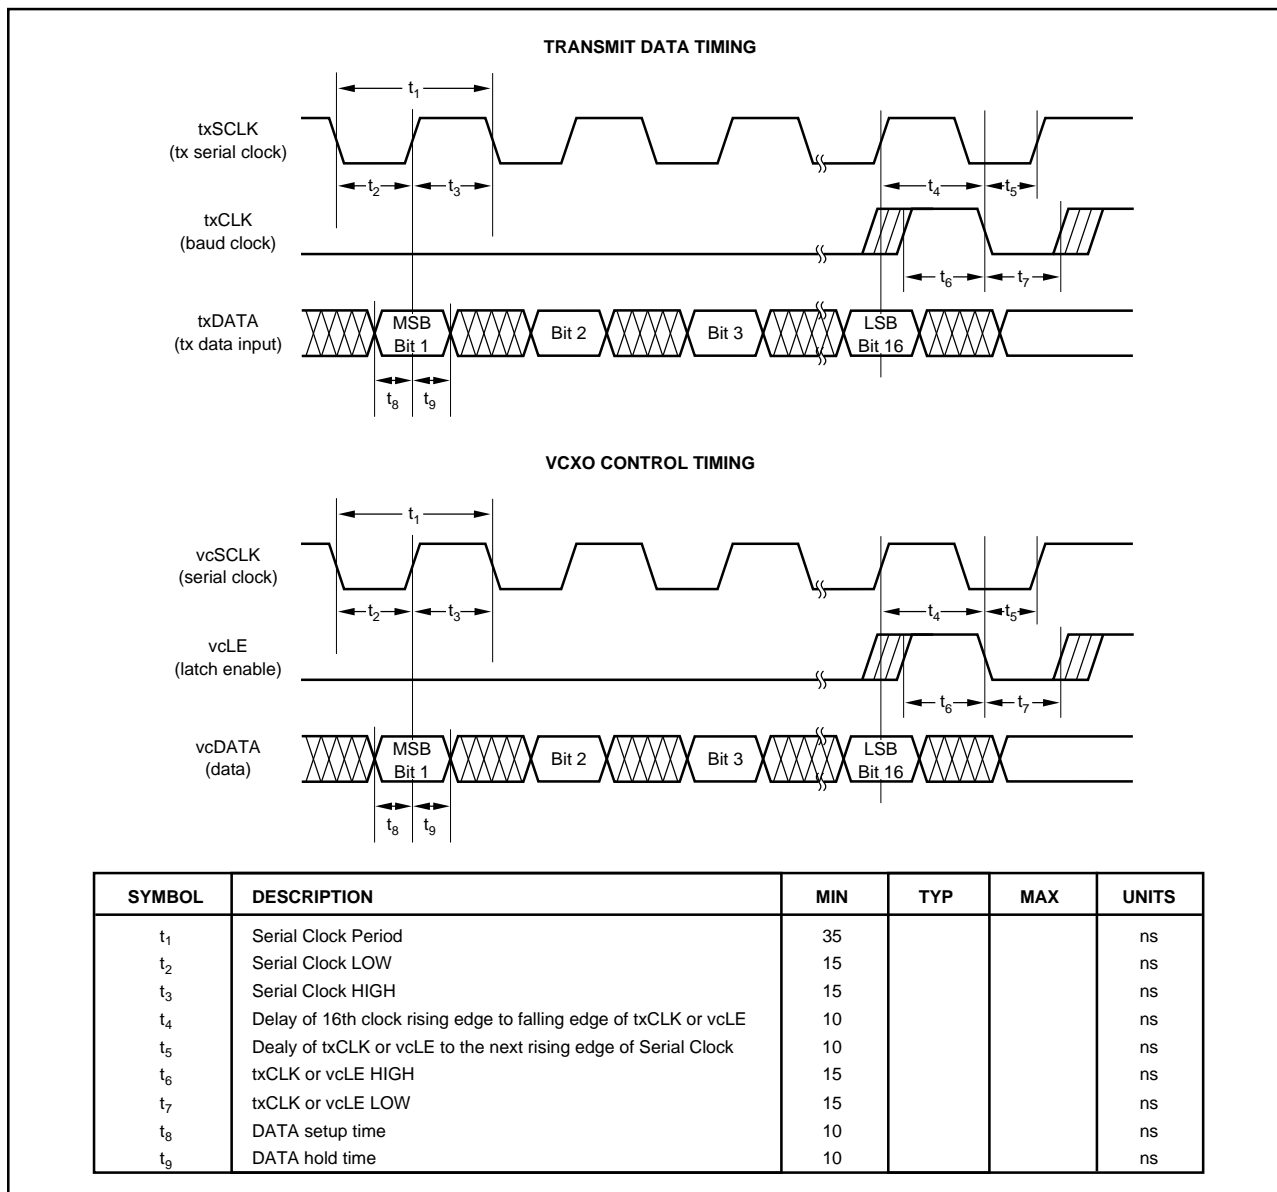 TRANSMIT DATA TIMING
t1
txSCLK
(tx serial clock)
t2 t3 t4 t5
txCLK
(baud clock)
t6 t7
txDATA
(tx data input)
MSB
Bit 1
Bit 2
Bit 3
LSB
Bit 16
t8 t9
VCXO CONTROL TIMING
t1
vcSCLK
(serial clock)
t2 t3 t4 t5
vcLE
(latch enable)
t6 t7
vcDATA
(data)
MSB
Bit 1
Bit 2
Bit 3
LSB
Bit 16
t8 t9
SYMBOL DESCRIPTION MIN TYP MAX UNITS
t1 Serial Clock Period 35 ns
t2 Serial Clock LOW 15 ns
t3 Serial Clock HIGH 15 ns
t4 Delay of 16th clock rising edge to falling edge of txCLK or vcLE 10 ns
t5 Dealy of txCLK or vcLE to the next rising edge of Serial Clock 10 ns
t6 txCLK or vcLE HIGH 15 ns
t7 txCLK or vcLE LOW 15 ns
t8 DATA setup time 10 ns
t9 DATA hold time 10 ns